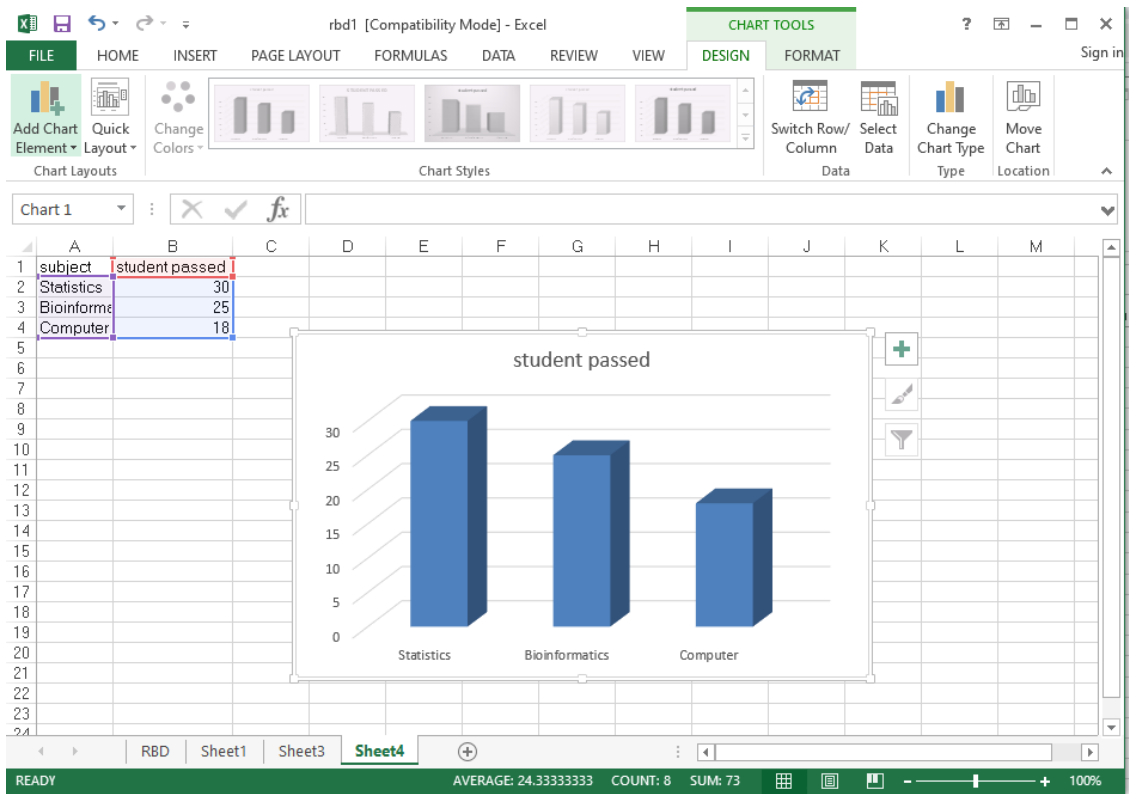 rbd1 [Compatibility Mode] - Excel
CHART TOOLS
?
FILE HOME INSERT PAGE LAYOUT FORMULAS DATA REVIEW VIEW DESIGN FORMAT Sign in
Add Chart Element
Quick Layout
Change Colors
Switch Row/ Column
Select Data
Change Chart Type
Move Chart
Chart Layouts Chart Styles Data Type Location
Chart 1 fx
A B C D E F G H I J K L M
1 subject student passed
2 Statistics 30
3 Bioinforma 25
4 Computer 18
5
6
7
8
9
10
11
12
13
14
15
16
17
18
19
20
21
22
23
24
student passed
30
25
20
15
10
5
0
Statistics Bioinformatics Computer
RBD Sheet1 Sheet3 Sheet4
READY AVERAGE: 24.33333333 COUNT: 8 SUM: 73 100%